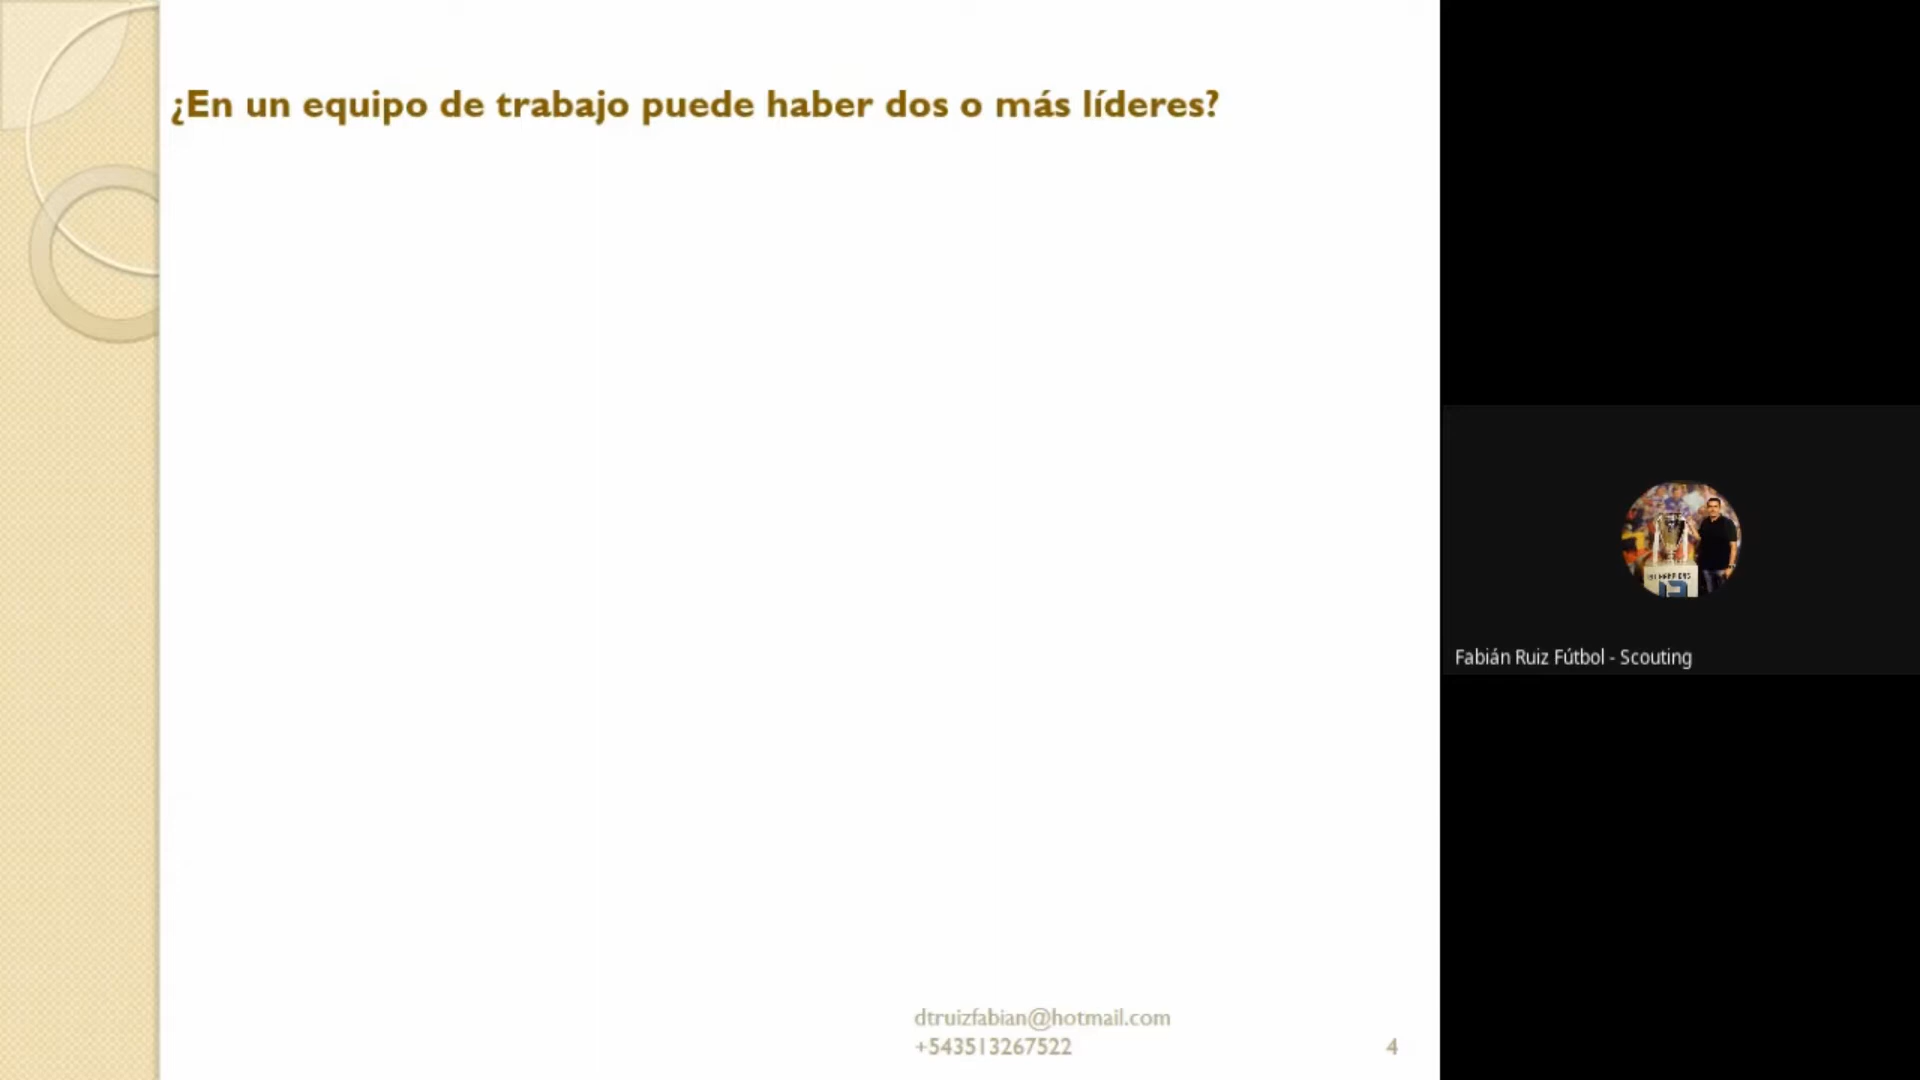 ¿En un equipo de trabajo puede haber dos o más líderes?
Fabián Ruiz Fútbol - Scouting
dtruizfabian@hotmail.com
+543513267522
4